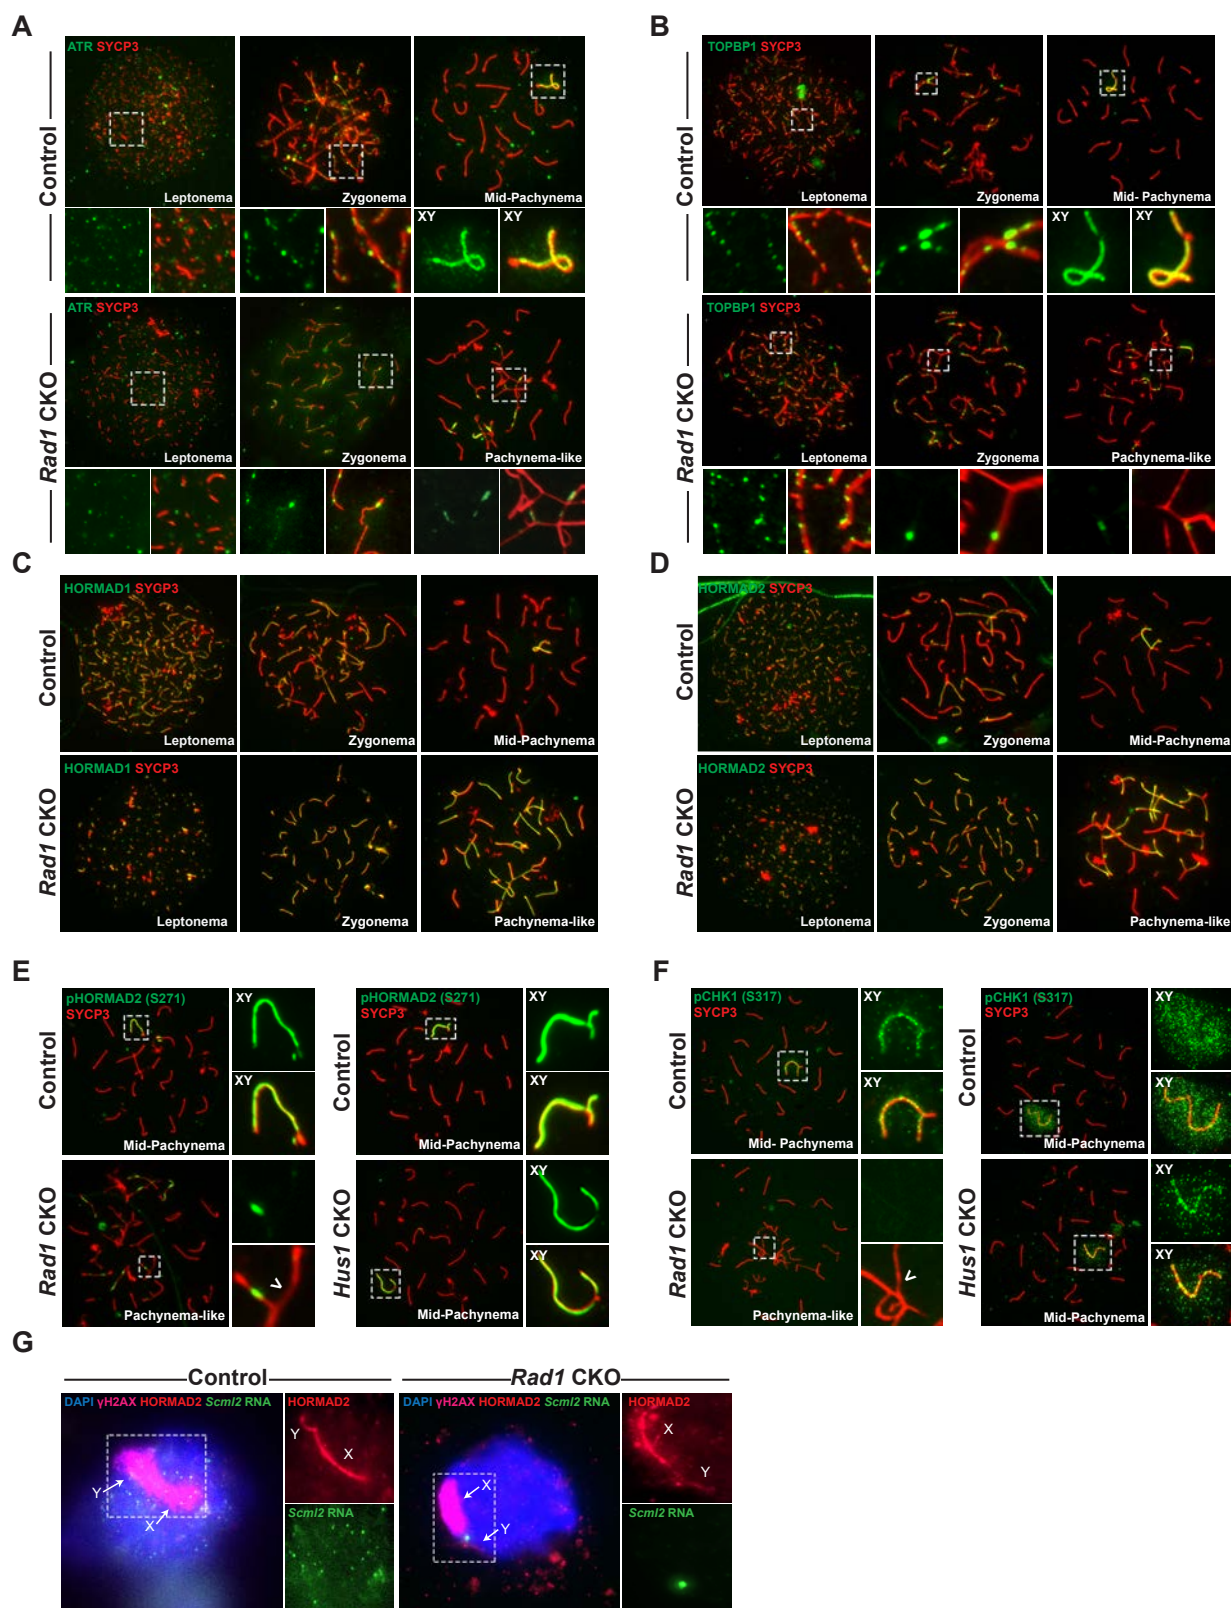 A
ATR SYCP3
Control
Leptonema
Zygonema
Mid-Pachynema
XY
XY
ATR SYCP3
Rad1 CKO
Leptonema
Zygonema
Pachynema-like
B
TOPBP1 SYCP3
Control
Leptonema
Zygonema
Mid- Pachynema
XY
XY
TOPBP1 SYCP3
Rad1 CKO
Leptonema
Zygonema
Pachynema-like
C
HORMAD1 SYCP3
Control
Leptonema
Zygonema
Mid-Pachynema
HORMAD1 SYCP3
Rad1 CKO
Leptonema
Zygonema
Pachynema-like
D
HORMAD2 SYCP3
Control
Leptonema
Zygonema
Mid-Pachynema
HORMAD2 SYCP3
Rad1 CKO
Leptonema
Zygonema
Pachynema-like
E
pHORMAD2 (S271)
SYCP3
Control
Mid-Pachynema
XY
XY
Rad1 CKO
Pachynema-like
pHORMAD2 (S271)
SYCP3
Control
Mid-Pachynema
XY
XY
Hus1 CKO
Mid-Pachynema
XY
XY
F
pCHK1 (S317)
SYCP3
Control
Mid- Pachynema
XY
XY
Rad1 CKO
Pachynema-like
pCHK1 (S317)
SYCP3
Control
Mid-Pachynema
XY
XY
Hus1 CKO
Mid-Pachynema
XY
XY
G
Control
DAPI γH2AX HORMAD2 Scml2 RNA
Y
X
HORMAD2
Y
X
Scml2 RNA
Rad1 CKO
DAPI γH2AX HORMAD2 Scml2 RNA
X
Y
HORMAD2
X
Y
Scml2 RNA